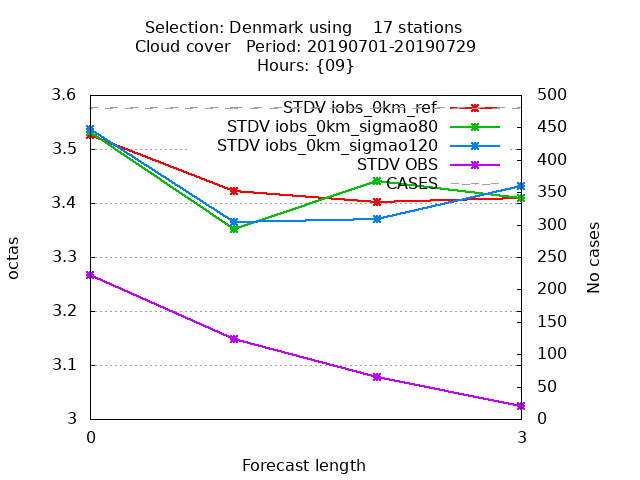 Selection: Denmark using    17 stations
Cloud cover   Period: 20190701-20190729
Hours: {09}
3.6
3.5
3.4
3.3
3.2
3.1
3
octas
500
450
400
350
300
250
200
150
100
50
0
No cases
STDV iobs_0km_ref
STDV iobs_0km_sigmao80
STDV iobs_0km_sigmao120
STDV OBS
CASES
0
3
Forecast length